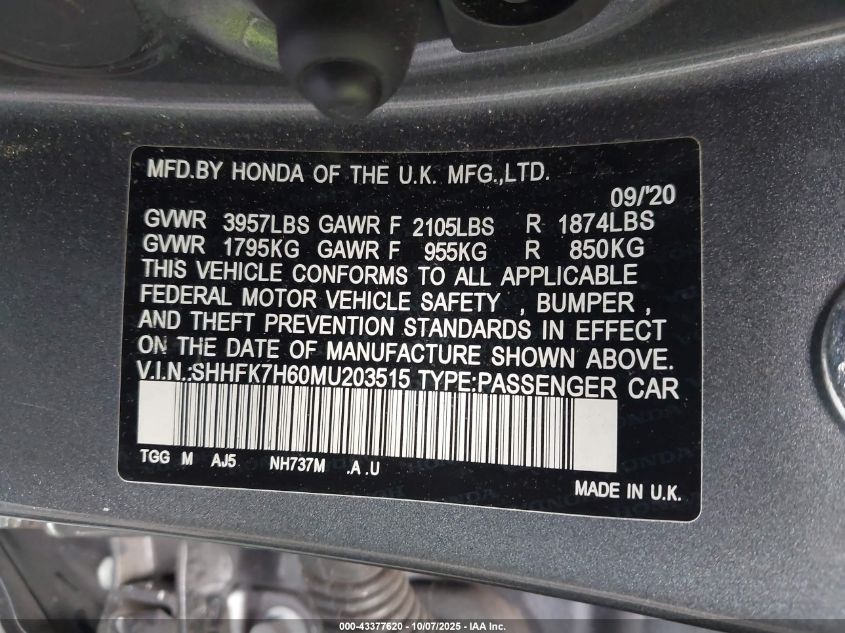 MFD.BY HONDA OF THE U.K. MFG.,LTD.
09/'20
GVWR 3957LBS GAWR F 2105LBS R 1874LBS
GVWR 1795KG GAWR F 955KG R 850KG
THIS VEHICLE CONFORMS TO ALL APPLICABLE
FEDERAL MOTOR VEHICLE SAFETY , BUMPER ,
AND THEFT PREVENTION STANDARDS IN EFFECT
ON THE DATE OF MANUFACTURE SHOWN ABOVE.
V.I.N.:SHHFK7H60MU203515 TYPE:PASSENGER CAR
TGG M AJ5 NH737M .A .U
MADE IN U.K.
000-43377620 - 10/07/2025 - IAA Inc.